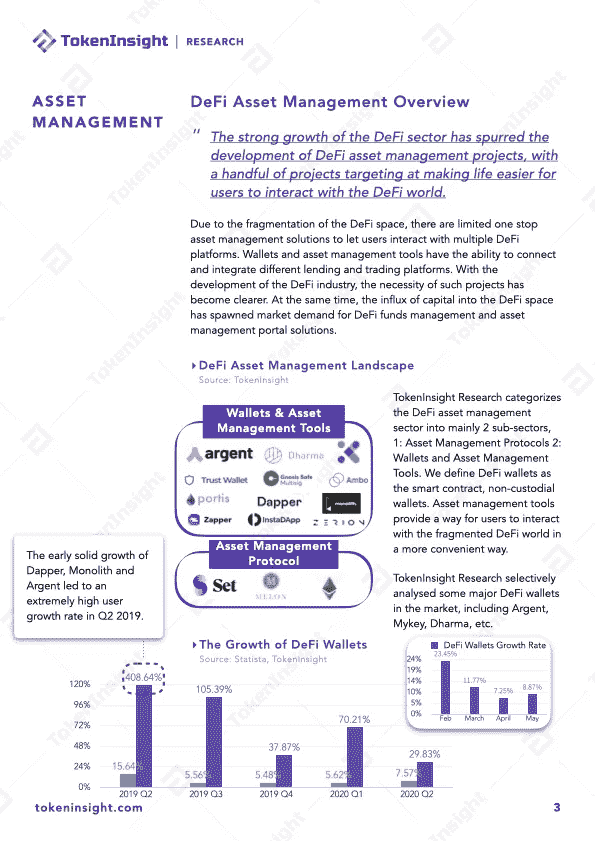 TokenInsight | RESEARCH
ASSET
MANAGEMENT
DeFi Asset Management Overview
" The strong growth of the DeFi sector has spurred the
development of DeFi asset management projects, with
a handful of projects targeting at making life easier for
users to interact with the DeFi world.
Due to the fragmentation of the DeFi space, there are limited one stop
asset management solutions to let users interact with multiple DeFi
platforms. Wallets and asset management tools have the ability to connect
and integrate different lending and trading platforms. With the
development of the DeFi industry, the necessity of such projects has
become clearer. At the same time, the influx of capital into the DeFi space
has spawned market demand for DeFi funds management and asset
management portal solutions.
DeFi Asset Management Landscape
Source: TokenInsight
Wallets & Asset
Management Tools
argent
Dharma
Trust Wallet
Gnosis Safe
Multisig
Ambo
portis
Dapper
Zapper
InstaDApp
ZERION
Asset Management
Protocol
Set
MELON
TokenInsight Research categorizes
the DeFi asset management
sector into mainly 2 sub-sectors,
1: Asset Management Protocols 2:
Wallets and Asset Management
Tools. We define DeFi wallets as
the smart contract, non-custodial
wallets. Asset management tools
provide a way for users to interact
with the fragmented DeFi world in
a more convenient way.
TokenInsight Research selectively
analysed some major DeFi wallets
in the market, including Argent,
Mykey, Dharma, etc.
The early solid growth of
Dapper, Monolith and
Argent led to an
extremely high user
growth rate in Q2 2019.
The Growth of DeFi Wallets
Source: Statista, TokenInsight
120%
96%
72%
48%
24%
0%
408.64%
105.39%
37.87%
70.21%
29.83%
15.64%
5.56%
5.48%
5.62%
7.57%
2019 Q2
2019 Q3
2019 Q4
2020 Q1
2020 Q2
DeFi Wallets Growth Rate
24%
19%
14%
10%
5%
0%
23.45%
11.77%
7.25%
8.87%
Feb
March
April
May
tokeninsight.com
3